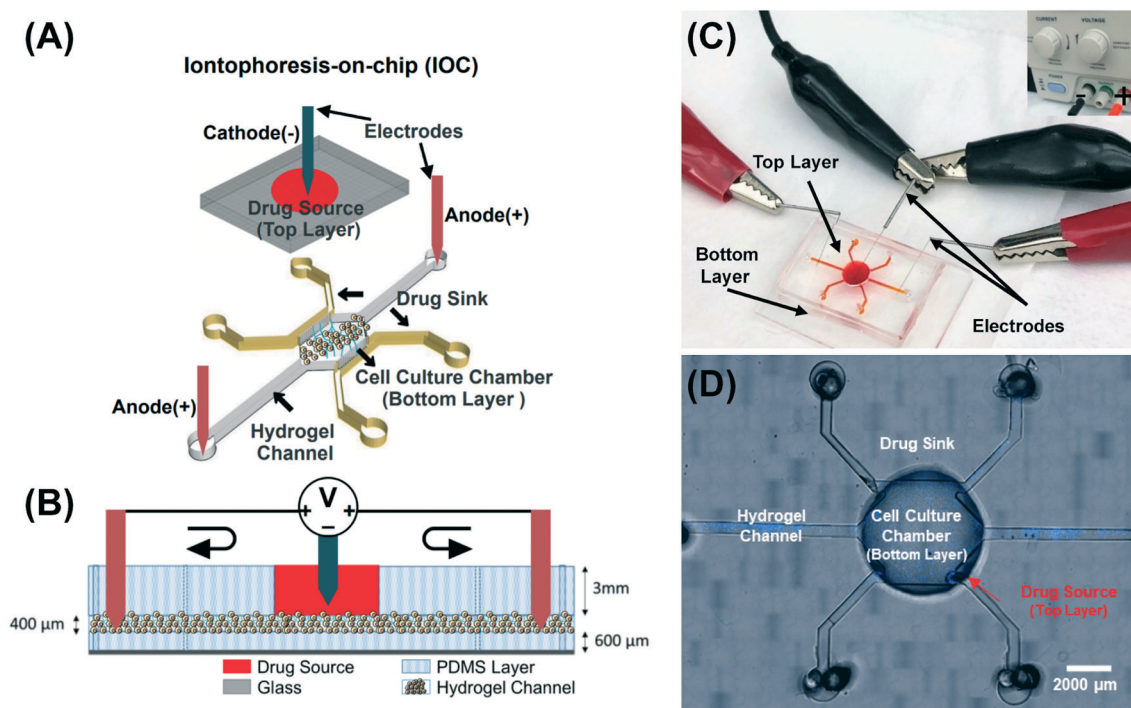 (A)
Iontophoresis-on-chip (IOC)
Cathode(-)
Electrodes
Drug Source
(Top Layer)
Anode(+)
Drug Sink
Cell Culture Chamber
(Bottom Layer )
Anode(+)
Hydrogel
Channel
(B)
V
+ +
−
3mm
400 µm
600 µm
Drug Source
PDMS Layer
Glass
Hydrogel Channel
(C)
CURRENT
VOLTAGE
POWER
- +
Top Layer
Bottom
Layer
Electrodes
(D)
Drug Sink
Hydrogel
Channel
Cell Culture
Chamber
(Bottom Layer)
Drug Source
(Top Layer)
2000 µm